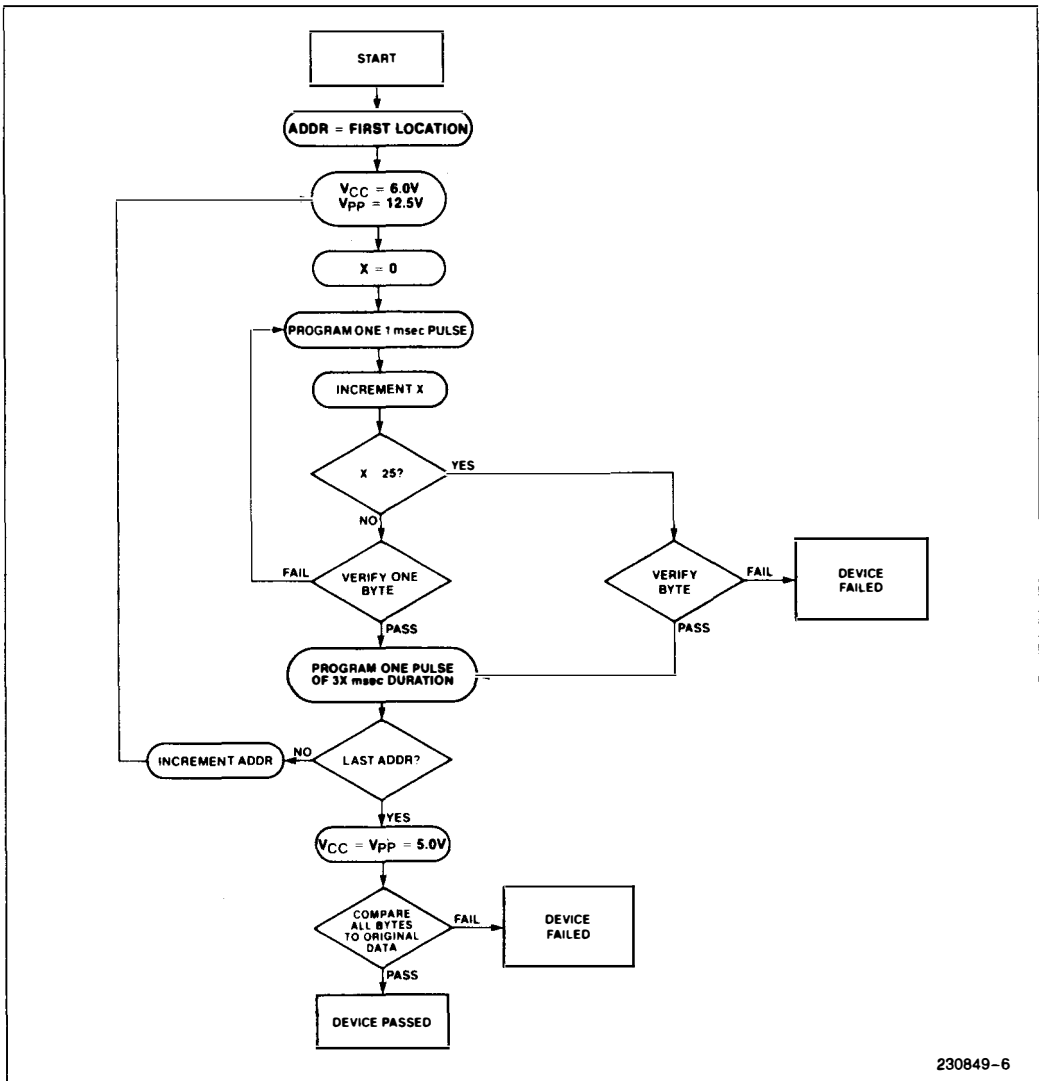 START
ADDR = FIRST LOCATION
VCC = 6.0V
VPP = 12.5V
X = 0
PROGRAM ONE 1 msec PULSE
INCREMENT X
X 25?
YES
NO
VERIFY ONE
BYTE
FAIL
PASS
VERIFY
BYTE
FAIL
PASS
DEVICE
FAILED
PROGRAM ONE PULSE
OF 3X msec DURATION
LAST ADDR?
NO
INCREMENT ADDR
YES
VCC = VPP = 5.0V
COMPARE
ALL BYTES
TO ORIGINAL
DATA
FAIL
DEVICE
FAILED
PASS
DEVICE PASSED
230849-6